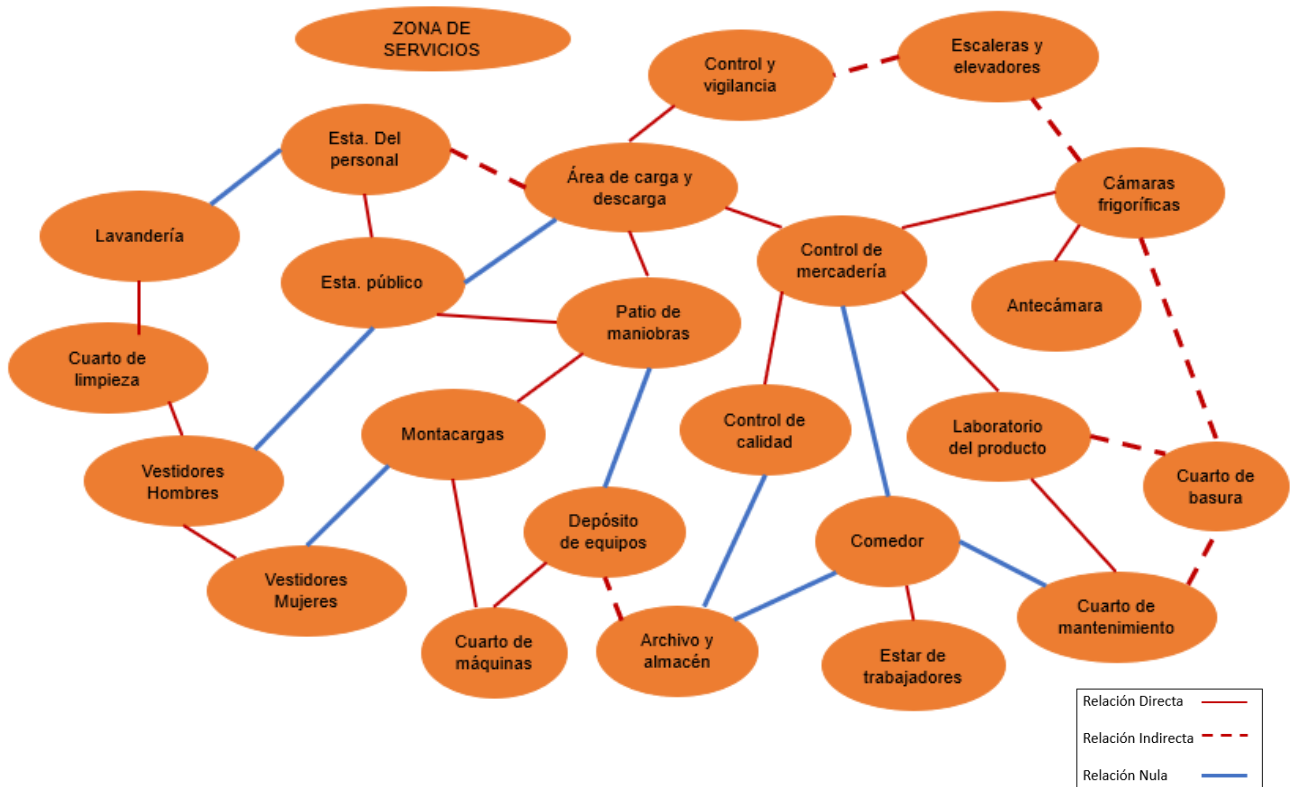 ZONA DE
SERVICIOS
Control y
vigilancia
Escaleras y
elevadores
Esta. Del
personal
Área de carga y
descarga
Cámaras
frigoríficas
Lavandería
Control de
mercadería
Esta. público
Patio de
maniobras
Antecámara
Cuarto de
limpieza
Montacargas
Control de
calidad
Laboratorio
del producto
Vestidores
Hombres
Cuarto de
basura
Depósito
de equipos
Comedor
Vestidores
Mujeres
Cuarto de
máquinas
Archivo y
almacén
Estar de
trabajadores
Cuarto de
mantenimiento
Relación Directa
Relación Indirecta
Relación Nula